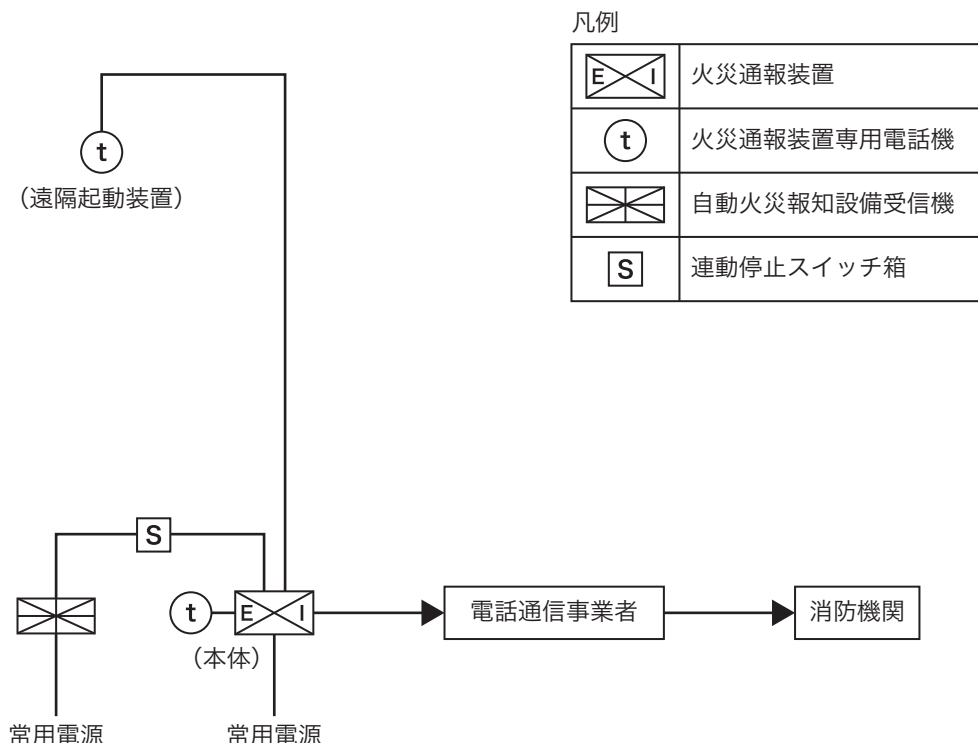 凡例
E I 火災通報装置
t 火災通報装置専用電話機
自動火災報知設備受信機
S 連動停止スイッチ箱
t
(遠隔起動装置)
S
t
E I
(本体)
電話通信事業者
消防機関
常用電源
常用電源